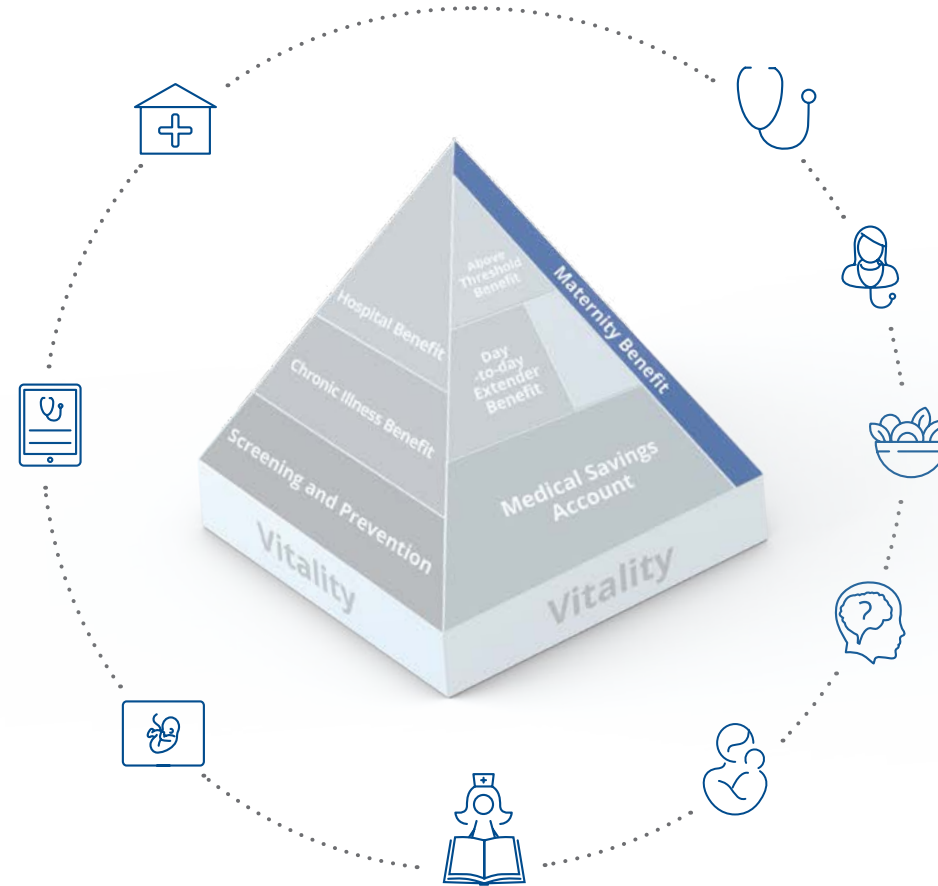 Above
Threshold
Benefit
Maternity Benefit
Hospital Benefit
Day
-to-day
Extender
Benefit
Chronic Illness Benefit
Screening and Prevention
Medical Savings
Account
Vitality
Vitality
?